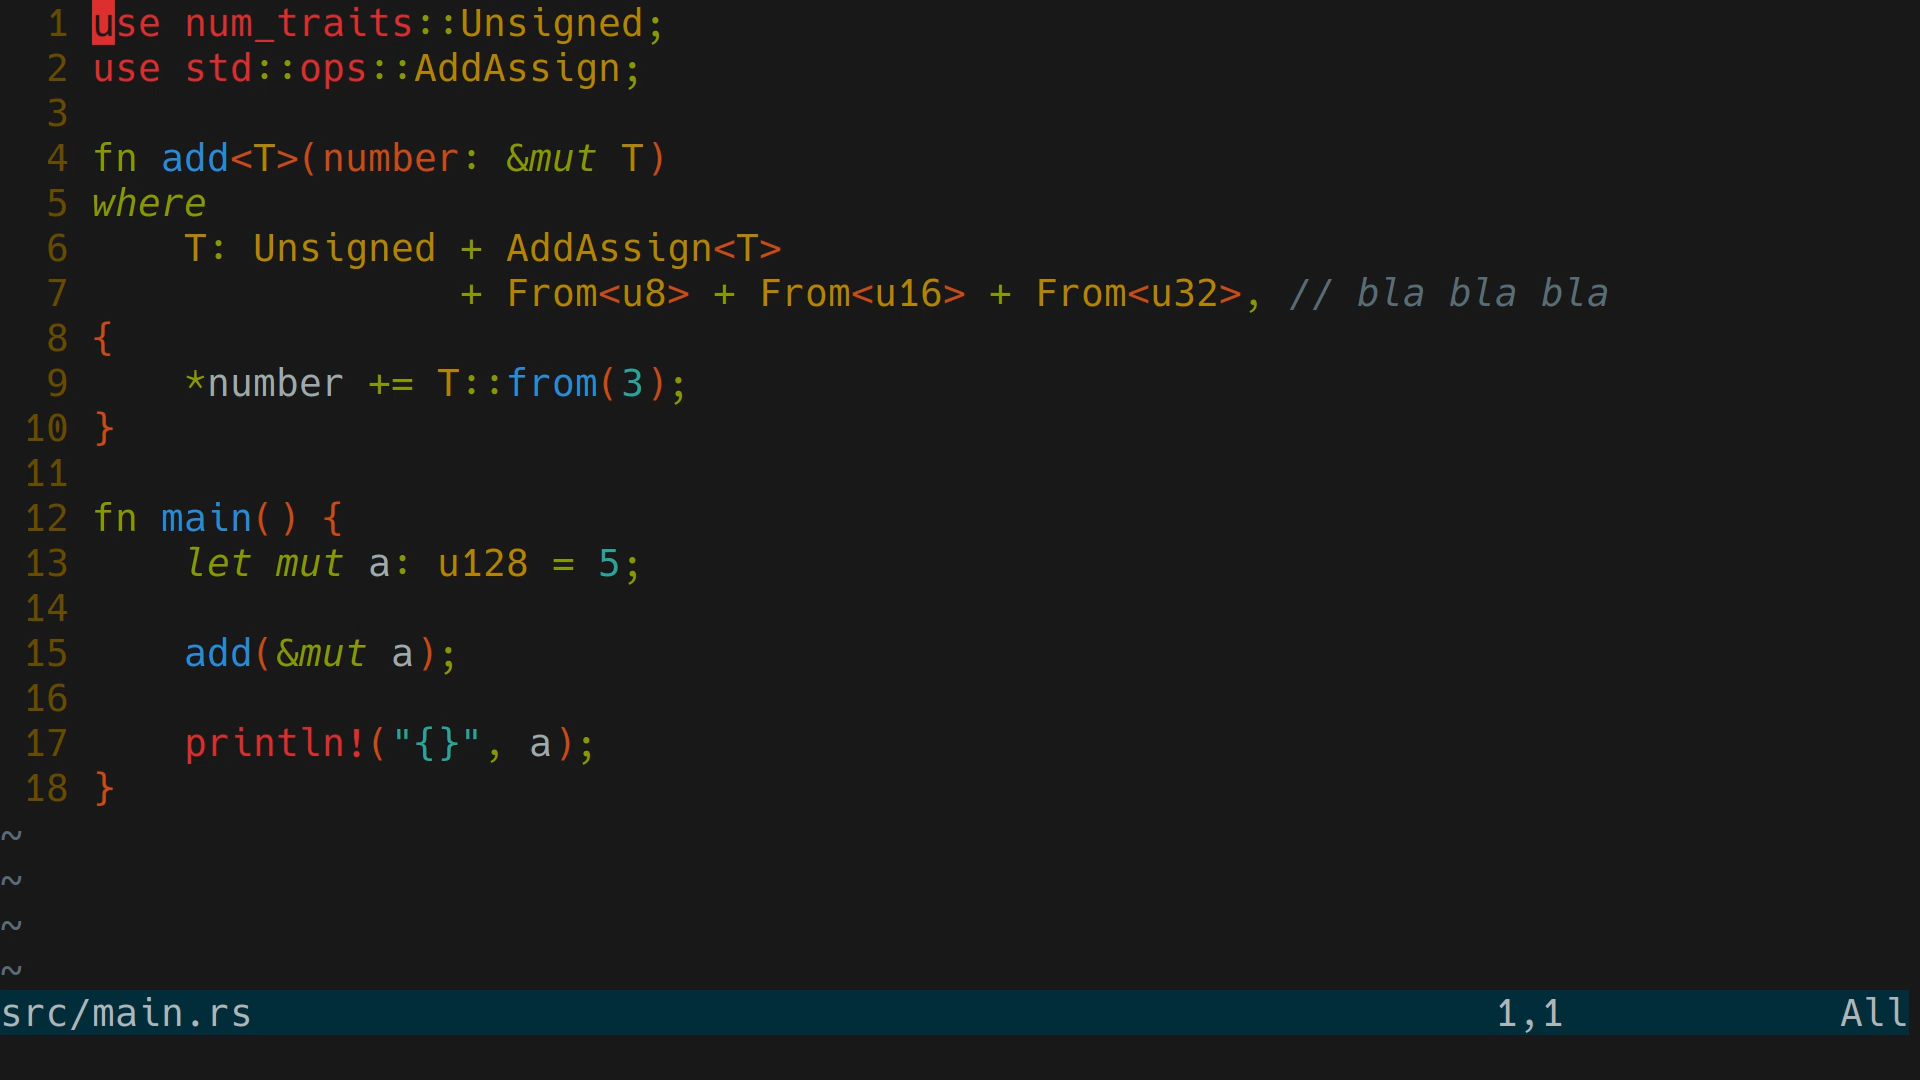 1 use num_traits::Unsigned;
2 use std::ops::AddAssign;
3
4 fn add<T>(number: &mut T)
5 where
6     T: Unsigned + AddAssign<T>
7                 + From<u8> + From<u16> + From<u32>, // bla bla bla
8 {
9     *number += T::from(3);
10 }
11
12 fn main() {
13     let mut a: u128 = 5;
14
15     add(&mut a);
16
17     println!("{}", a);
18 }
~
~
~
~
src/main.rs 1,1 All